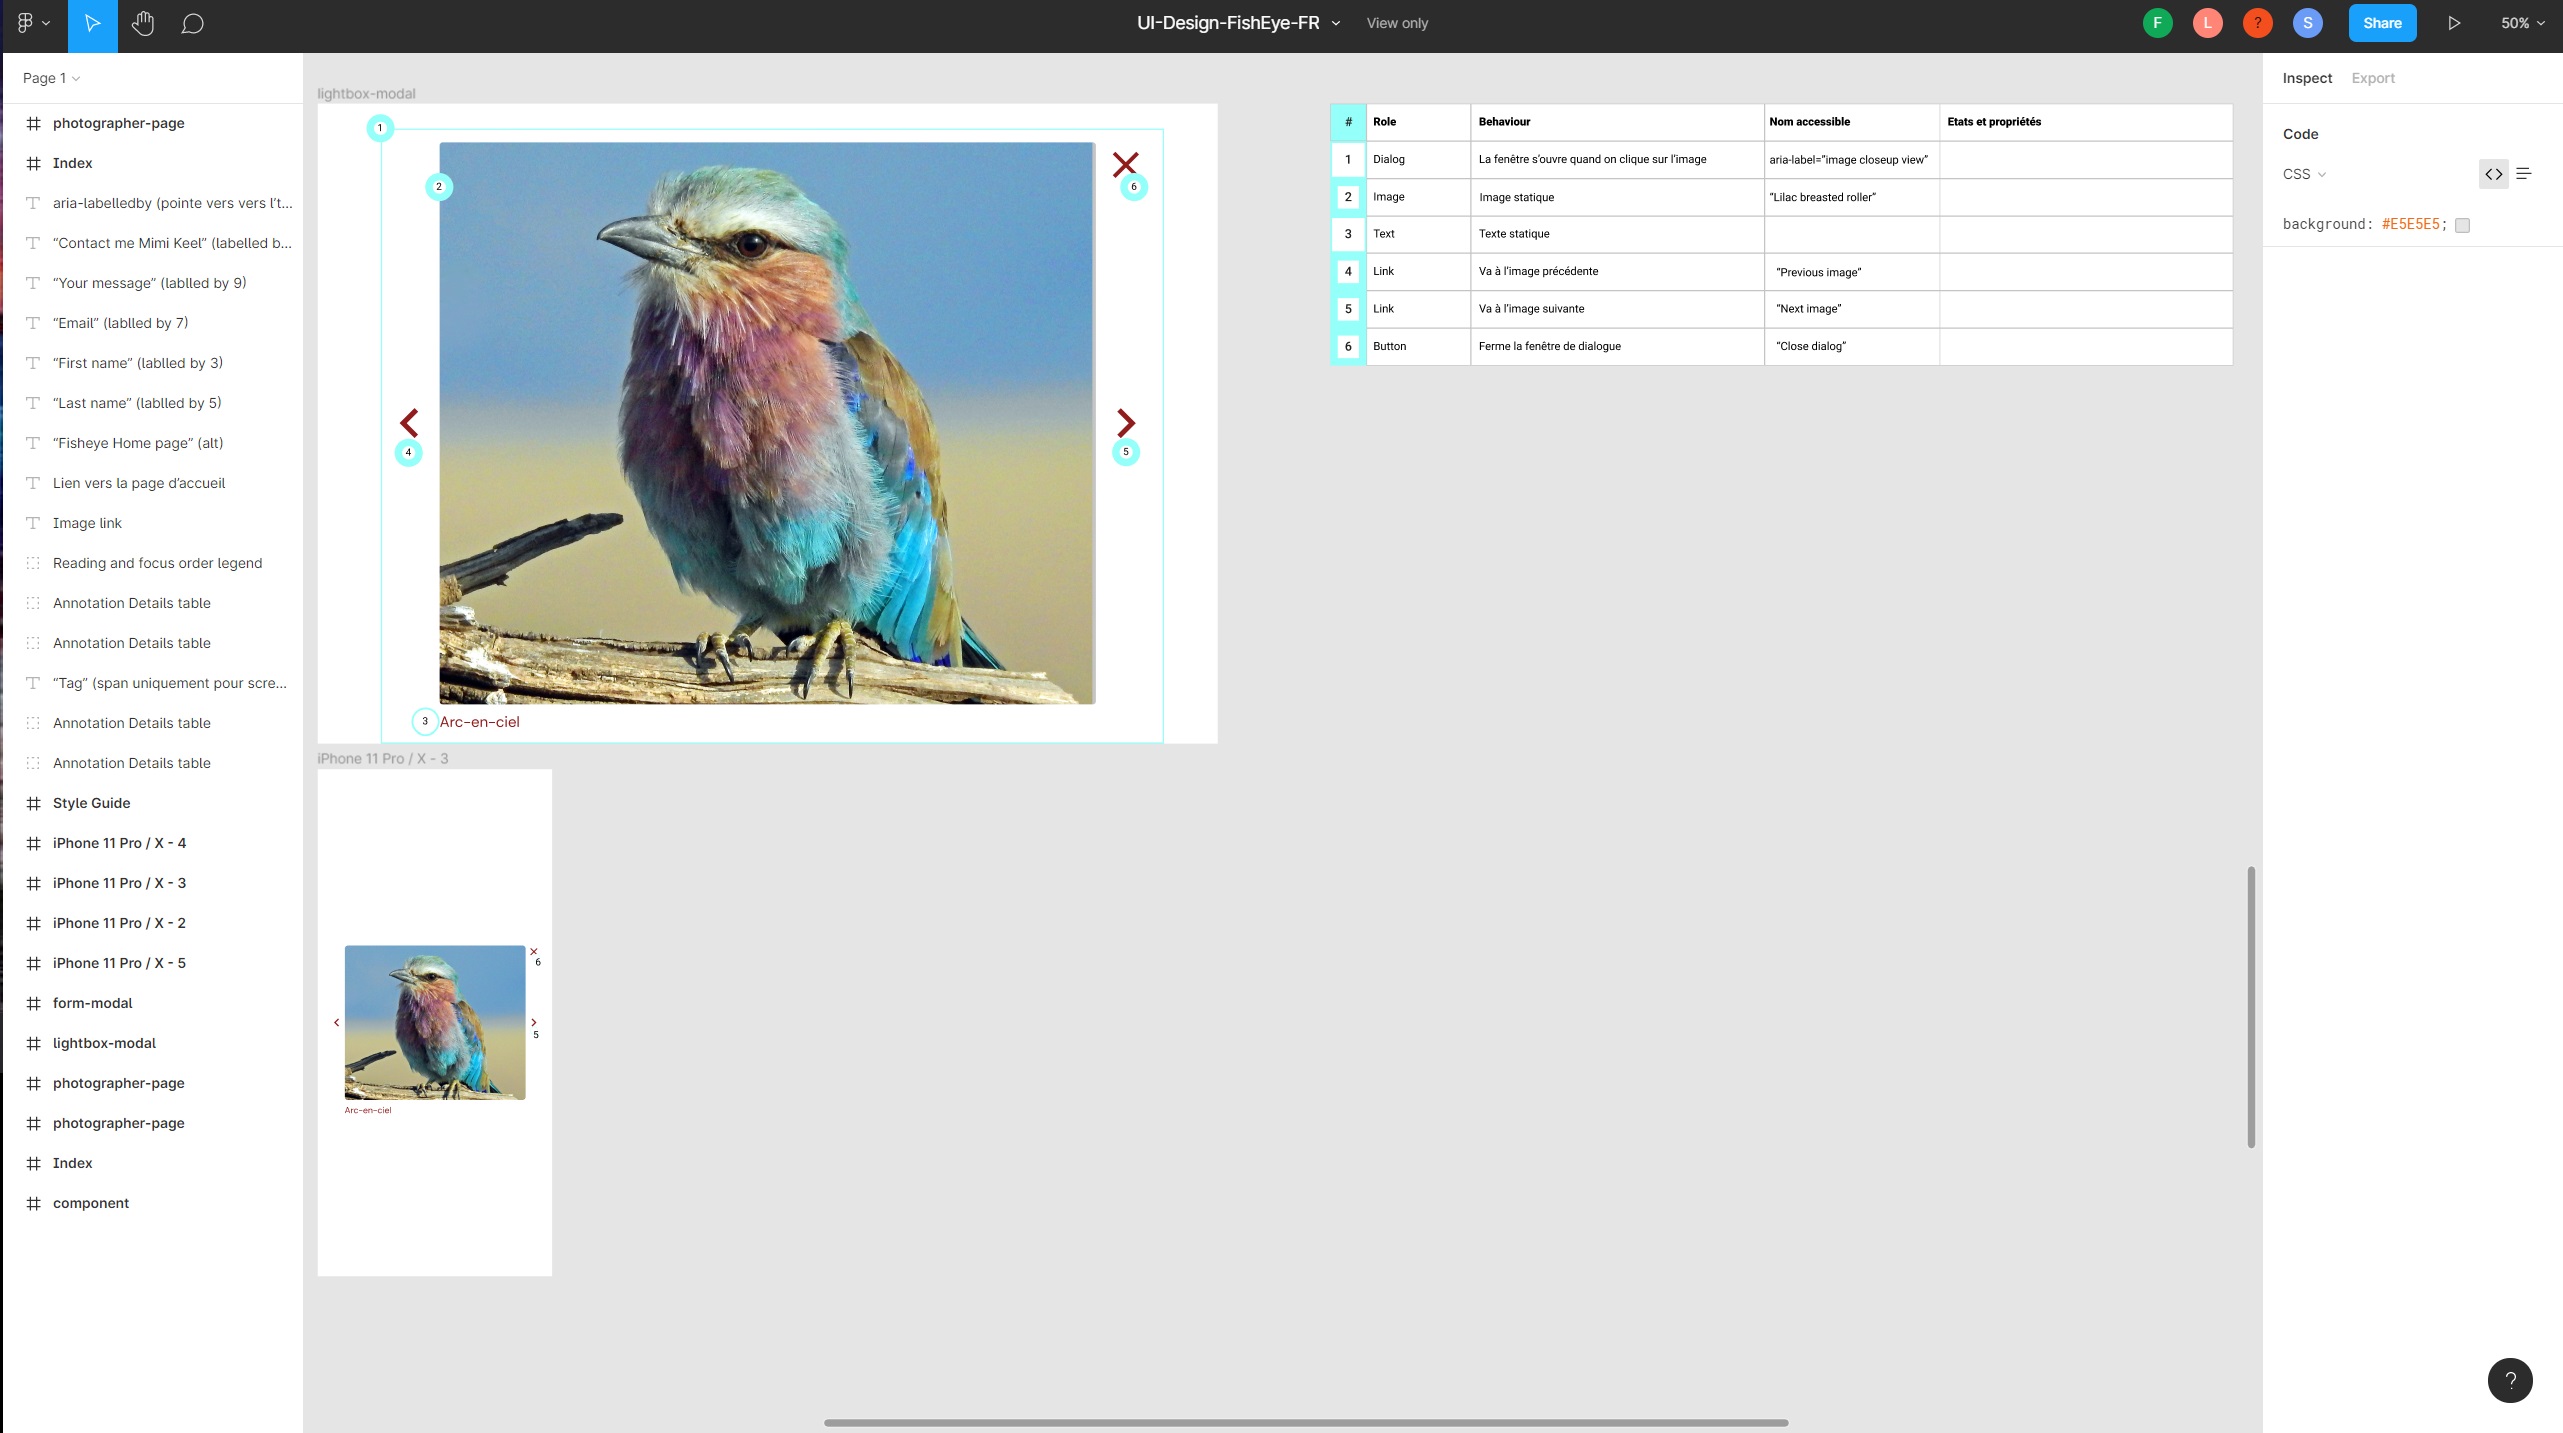 UI-Design-FishEye-FR View only F L ? S Share 50%
Page 1
photographer-page
Index
aria-labelledby (pointe vers vers l't...
“Contact me Mimi Keel” (labelled b...
“Your message” (lablled by 9)
“Email” (lablled by 7)
“First name” (lablled by 3)
“Last name” (lablled by 5)
“Fisheye Home page” (alt)
Lien vers la page d’accueil
Image link
Reading and focus order legend
Annotation Details table
Annotation Details table
“Tag” (span uniquement pour scre...
Annotation Details table
Annotation Details table
Style Guide
iPhone 11 Pro / X - 4
iPhone 11 Pro / X - 3
iPhone 11 Pro / X - 2
iPhone 11 Pro / X - 5
form-modal
lightbox-modal
photographer-page
photographer-page
Index
component
lightbox-modal
1
2
6
4
5
3 Arc-en-ciel
iPhone 11 Pro / X - 3
6
5
Arc-en-ciel
# Role Behaviour Nom accessible Etats et propriétés
1 Dialog La fenêtre s’ouvre quand on clique sur l’image aria-label=”image closeup view”
2 Image Image statique “Lilac breasted roller”
3 Text Texte statique
4 Link Va à l’image précédente “Previous image”
5 Link Va à l’image suivante “Next image”
6 Button Ferme la fenêtre de dialogue “Close dialog”
Inspect Export
Code
CSS
background: #E5E5E5;
?